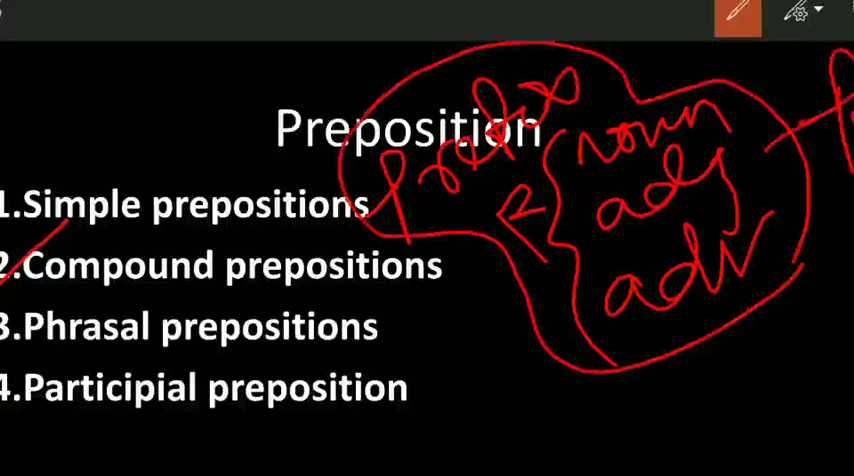 Preposition
prefix
noun
adj
adv
1.Simple prepositions
2.Compound prepositions
3.Phrasal prepositions
4.Participial preposition